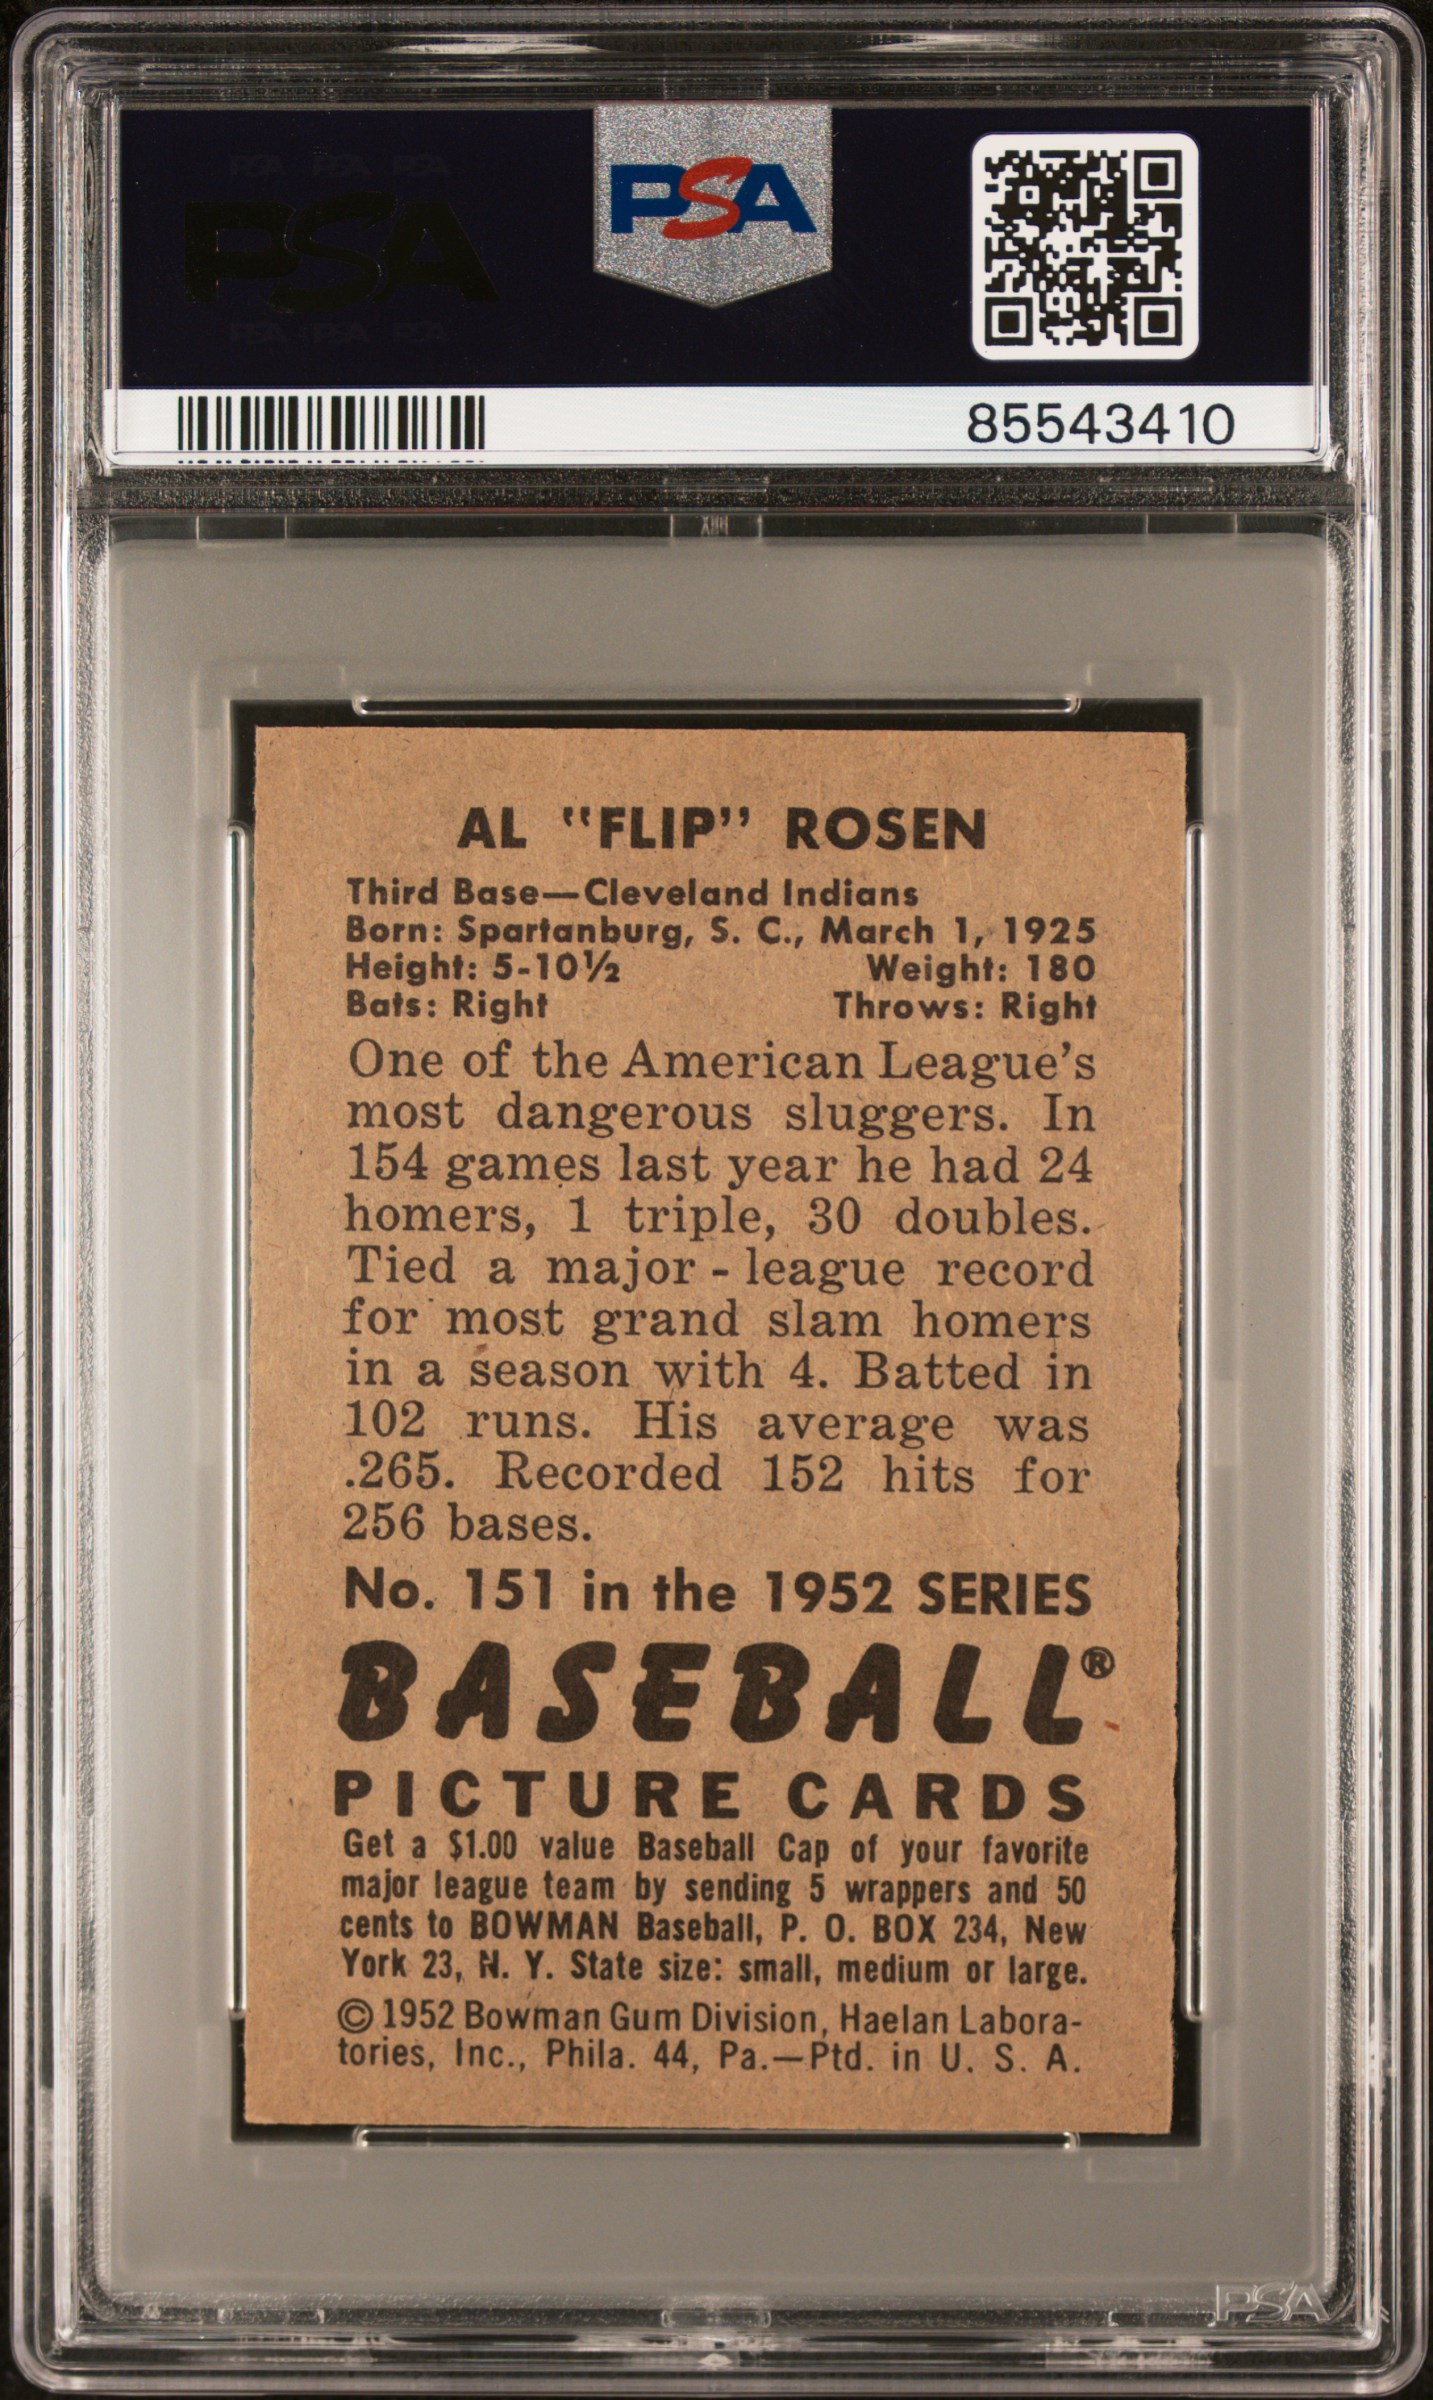 PSA PSA PSA
PSA
PSA PSA PSA
PSA
85543410
AL "FLIP" ROSEN
Third Base—Cleveland Indians
Born: Spartanburg, S. C., March 1, 1925
Height: 5-10½ Weight: 180
Bats: Right Throws: Right
One of the American League's
most dangerous sluggers. In
154 games last year he had 24
homers, 1 triple, 30 doubles.
Tied a major-league record
for most grand slam homers
in a season with 4. Batted in
102 runs. His average was
.265. Recorded 152 hits for
256 bases.
No. 151 in the 1952 SERIES
BASEBALL®
PICTURE CARDS
Get a $1.00 value Baseball Cap of your favorite
major league team by sending 5 wrappers and 50
cents to BOWMAN Baseball, P. O. BOX 234, New
York 23, N. Y. State size: small, medium or large.
© 1952 Bowman Gum Division, Haelan Labora-
tories, Inc., Phila. 44, Pa.—Ptd. in U. S. A.
PSA